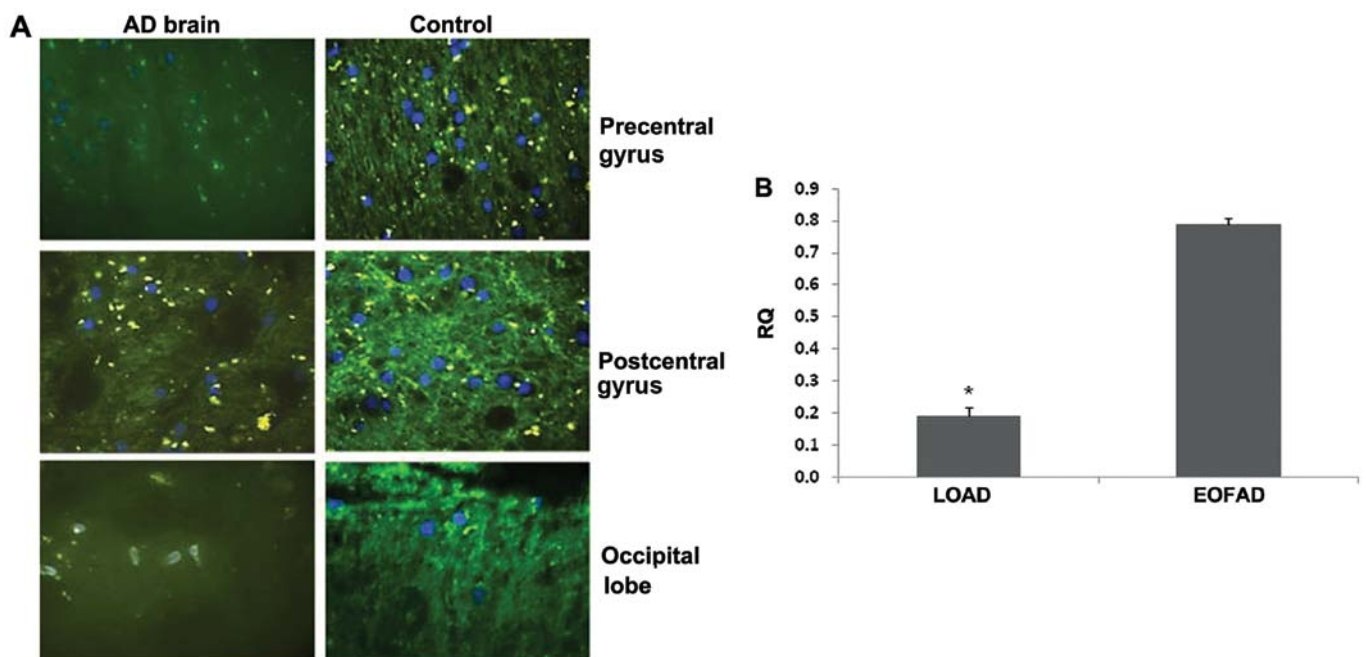 A
AD brain
Control
Precentral
gyrus
Postcentral
gyrus
Occipital
lobe
B
0.9
0.8
0.7
0.6
0.5
0.4
0.3
0.2
0.1
0.0
RQ
*
LOAD
EOFAD